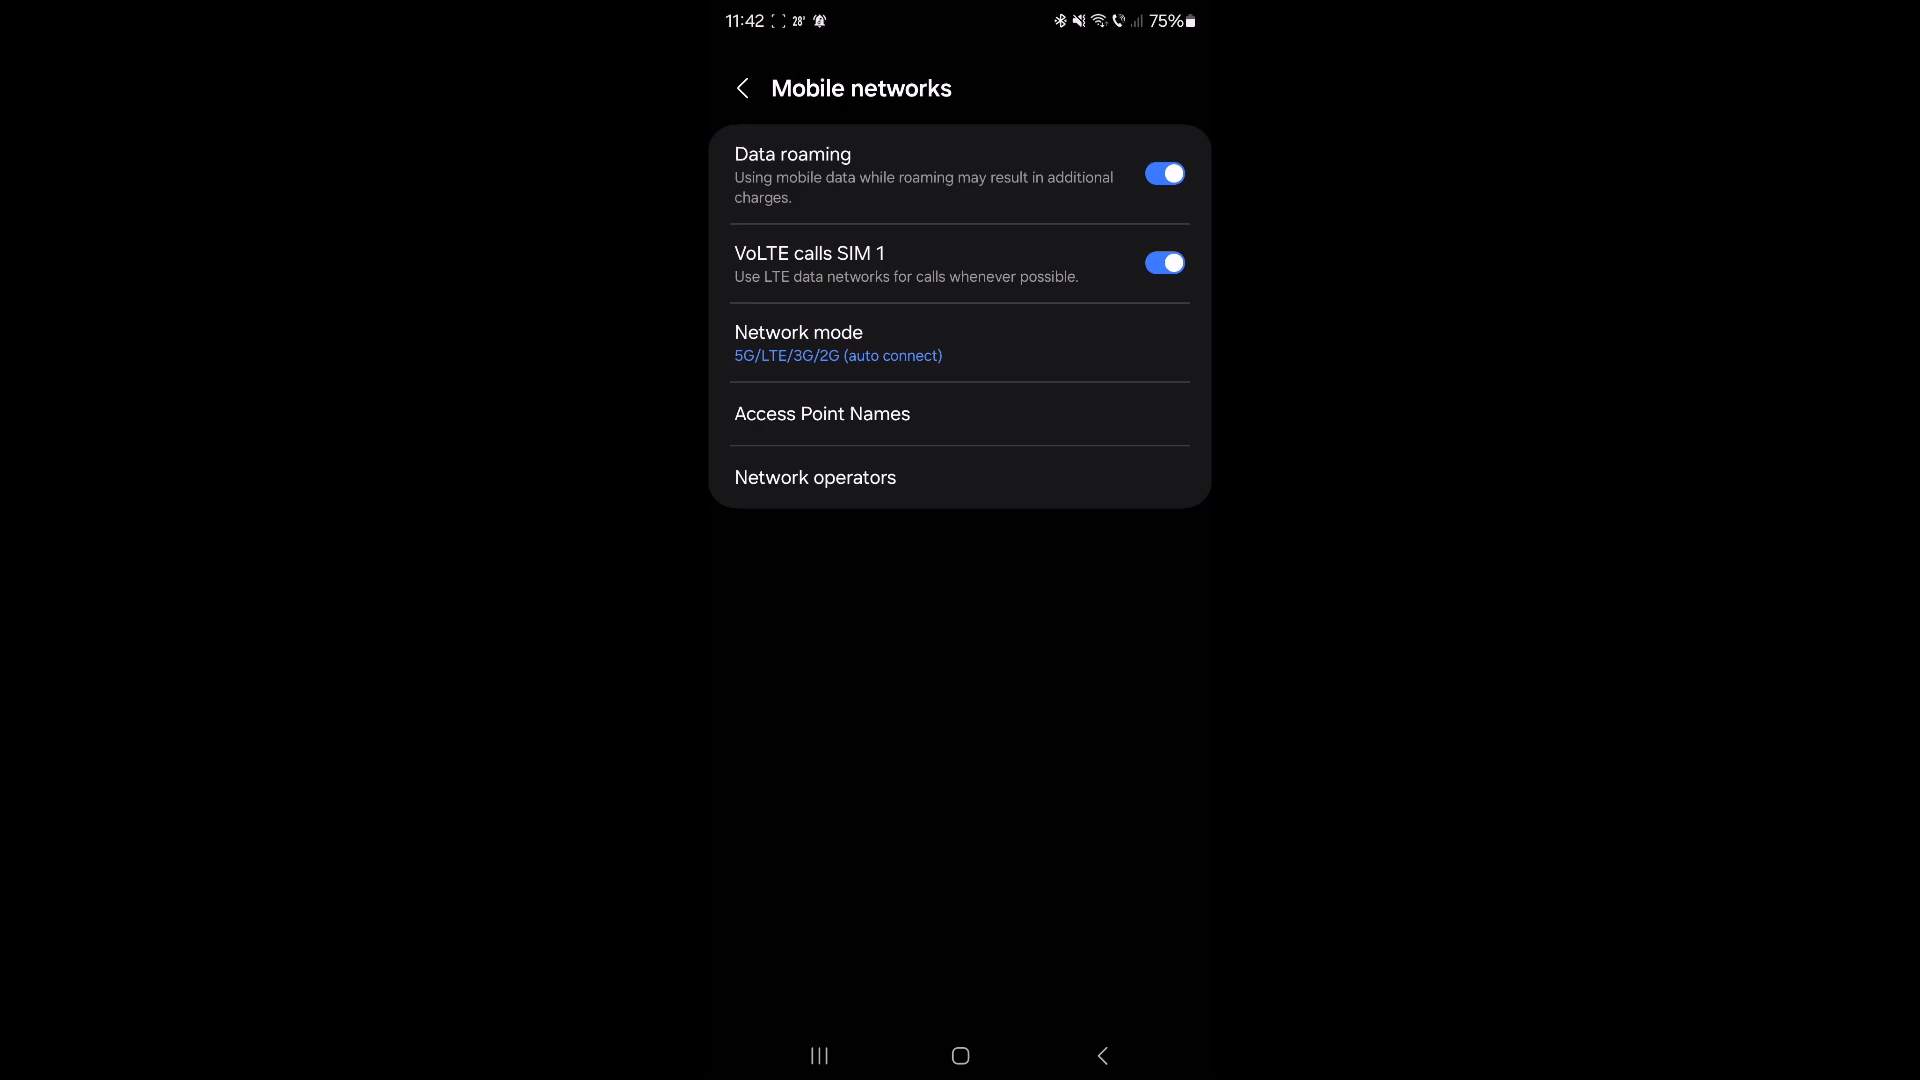 11:42 28° 75%
Mobile networks
Data roaming
Using mobile data while roaming may result in additional
charges.
VoLTE calls SIM 1
Use LTE data networks for calls whenever possible.
Network mode
5G/LTE/3G/2G (auto connect)
Access Point Names
Network operators